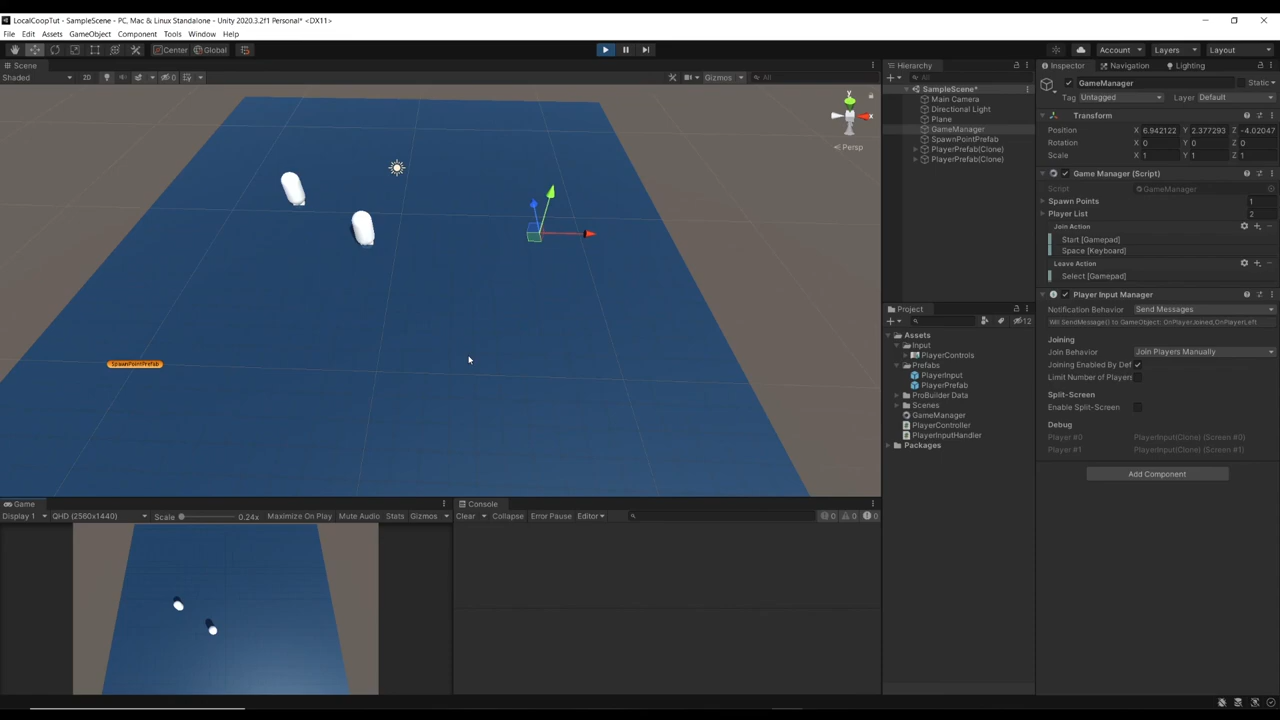 LocalCoopTut - SampleScene - PC, Mac & Linux Standalone - Unity 2020.3.2f1 Personal* <DX11>
File Edit Assets GameObject Component Tools Window Help
Center Global
Account Layers Layout
Scene
Shaded 20 0 Gizmos All
y
x
Persp
SpawnPointPrefab
Hierarchy
All
SampleScene*
Main Camera
Directional Light
Plane
GameManager
SpawnPointPrefab
PlayerPrefab(Clone)
PlayerPrefab(Clone)
Project
12
Assets
Input
PlayerControls
Prefabs
PlayerInput
PlayerPrefab
ProBuilder Data
Scenes
GameManager
PlayerController
PlayerInputHandler
Packages
Inspector Navigation Lighting
GameManager Static
Tag Untagged Layer Default
Transform
Position X 6.942122 Y 2.377293 Z -4.02047
Rotation X 0 Y 0 Z 0
Scale X 1 Y 1 Z 1
Game Manager (Script)
Script GameManager
Spawn Points 1
Player List 2
Join Action
Start [Gamepad]
Space [Keyboard]
Leave Action
Select [Gamepad]
Player Input Manager
Notification Behavior Send Messages
Will SendMessage() to GameObject: OnPlayerJoined,OnPlayerLeft
Joining
Join Behavior Join Players Manually
Joining Enabled By Def
Limit Number of Players
Split-Screen
Enable Split-Screen
Debug
Player #0 PlayerInput(Clone) (Screen #0)
Player #1 PlayerInput(Clone) (Screen #1)
Add Component
Game
Display 1 QHD (2560x1440) Scale 0.24x Maximize On Play Mute Audio Stats Gizmos
Console
Clear Collapse Error Pause Editor 0 0 0